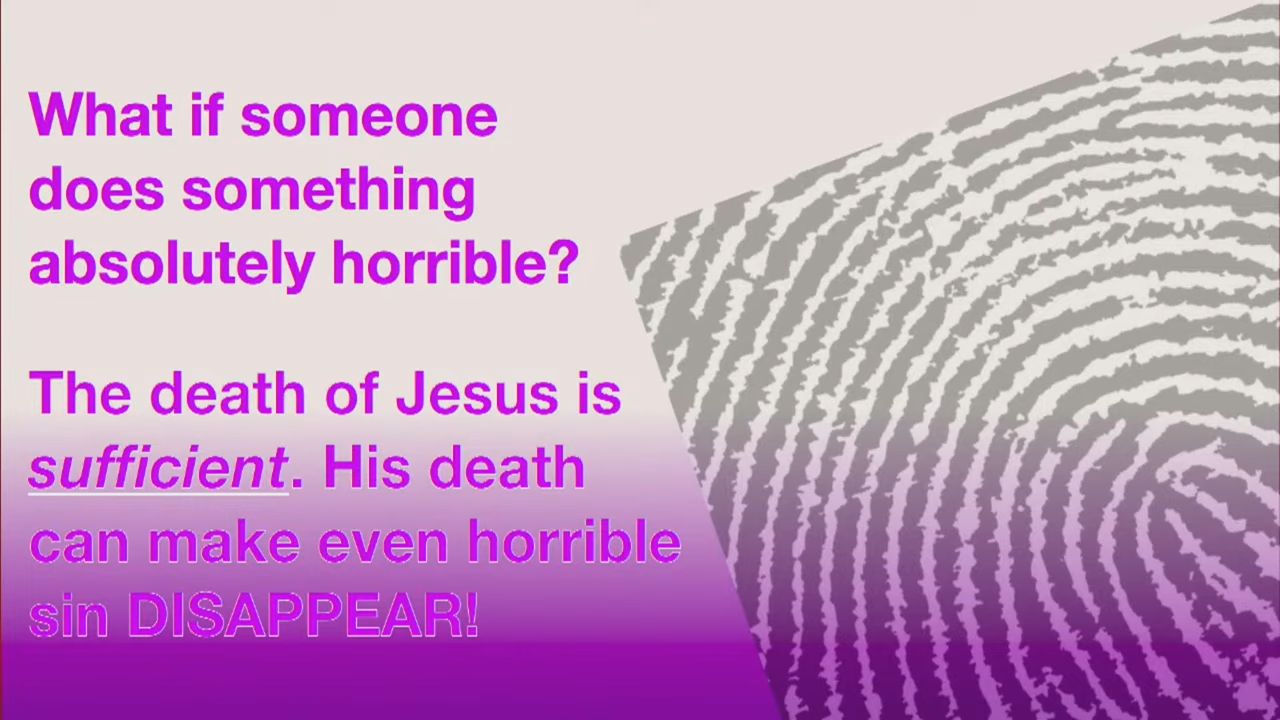 What if someone
does something
absolutely horrible?
The death of Jesus is
sufficient. His death
can make even horrible
sin DISAPPEAR!